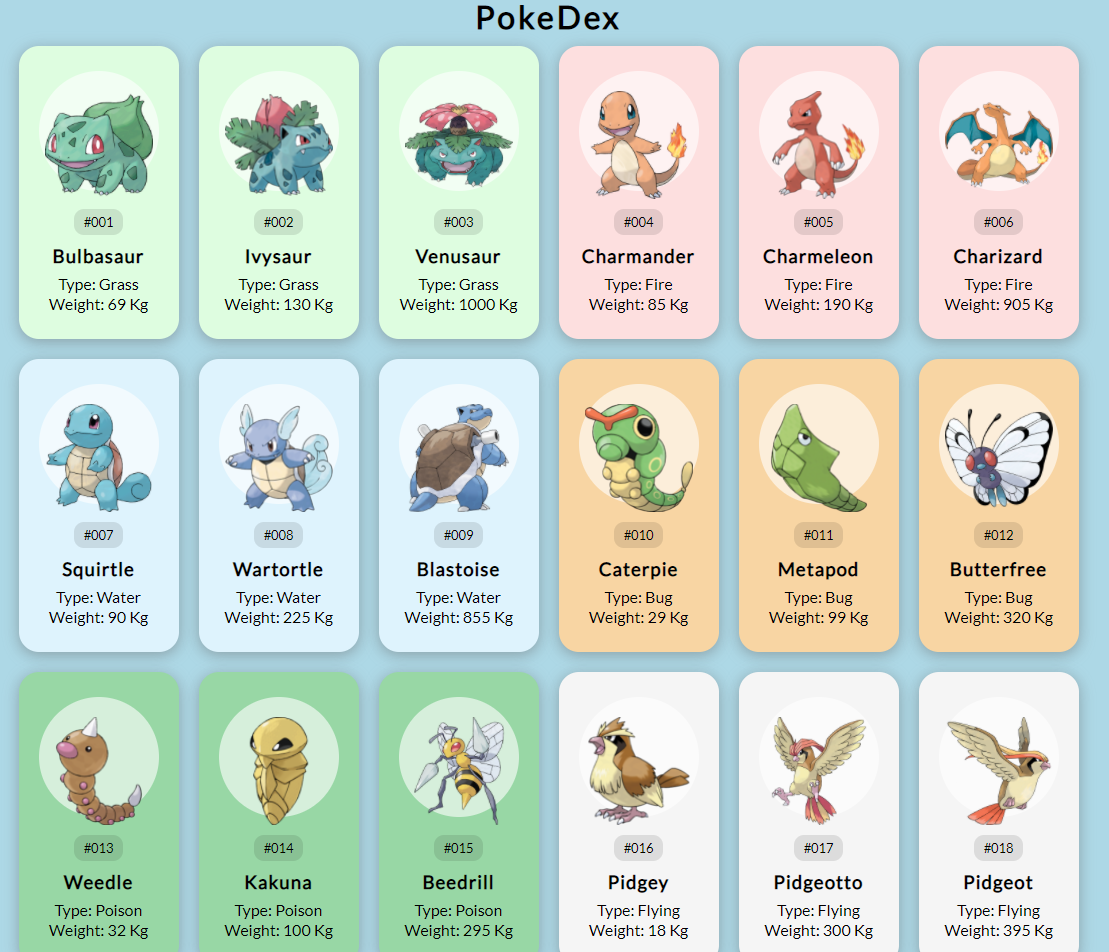 PokeDex
#001
Bulbasaur
Type: Grass
Weight: 69 Kg
#002
Ivysaur
Type: Grass
Weight: 130 Kg
#003
Venusaur
Type: Grass
Weight: 1000 Kg
#004
Charmander
Type: Fire
Weight: 85 Kg
#005
Charmeleon
Type: Fire
Weight: 190 Kg
#006
Charizard
Type: Fire
Weight: 905 Kg
#007
Squirtle
Type: Water
Weight: 90 Kg
#008
Wartortle
Type: Water
Weight: 225 Kg
#009
Blastoise
Type: Water
Weight: 855 Kg
#010
Caterpie
Type: Bug
Weight: 29 Kg
#011
Metapod
Type: Bug
Weight: 99 Kg
#012
Butterfree
Type: Bug
Weight: 320 Kg
#013
Weedle
Type: Poison
Weight: 32 Kg
#014
Kakuna
Type: Poison
Weight: 100 Kg
#015
Beedrill
Type: Poison
Weight: 295 Kg
#016
Pidgey
Type: Flying
Weight: 18 Kg
#017
Pidgeotto
Type: Flying
Weight: 300 Kg
#018
Pidgeot
Type: Flying
Weight: 395 Kg